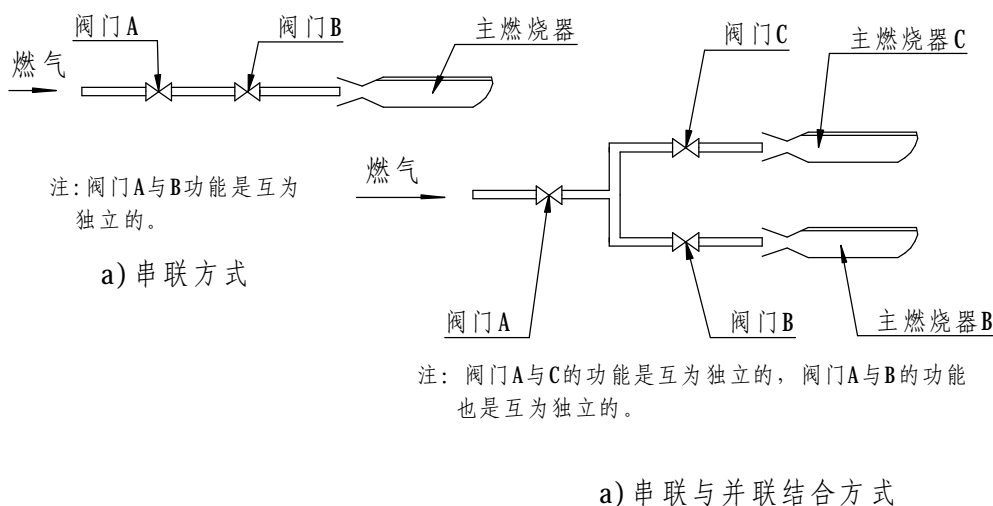 阀门A
阀门B
主燃烧器
燃气
注:阀门A与B功能是互为
独立的。
a)串联方式
阀门C
主燃烧器C
燃气
阀门A
阀门B
主燃烧器B
注: 阀门A与C的功能是互为独立的, 阀门A与B的功能
也是互为独立的。
a)串联与并联结合方式